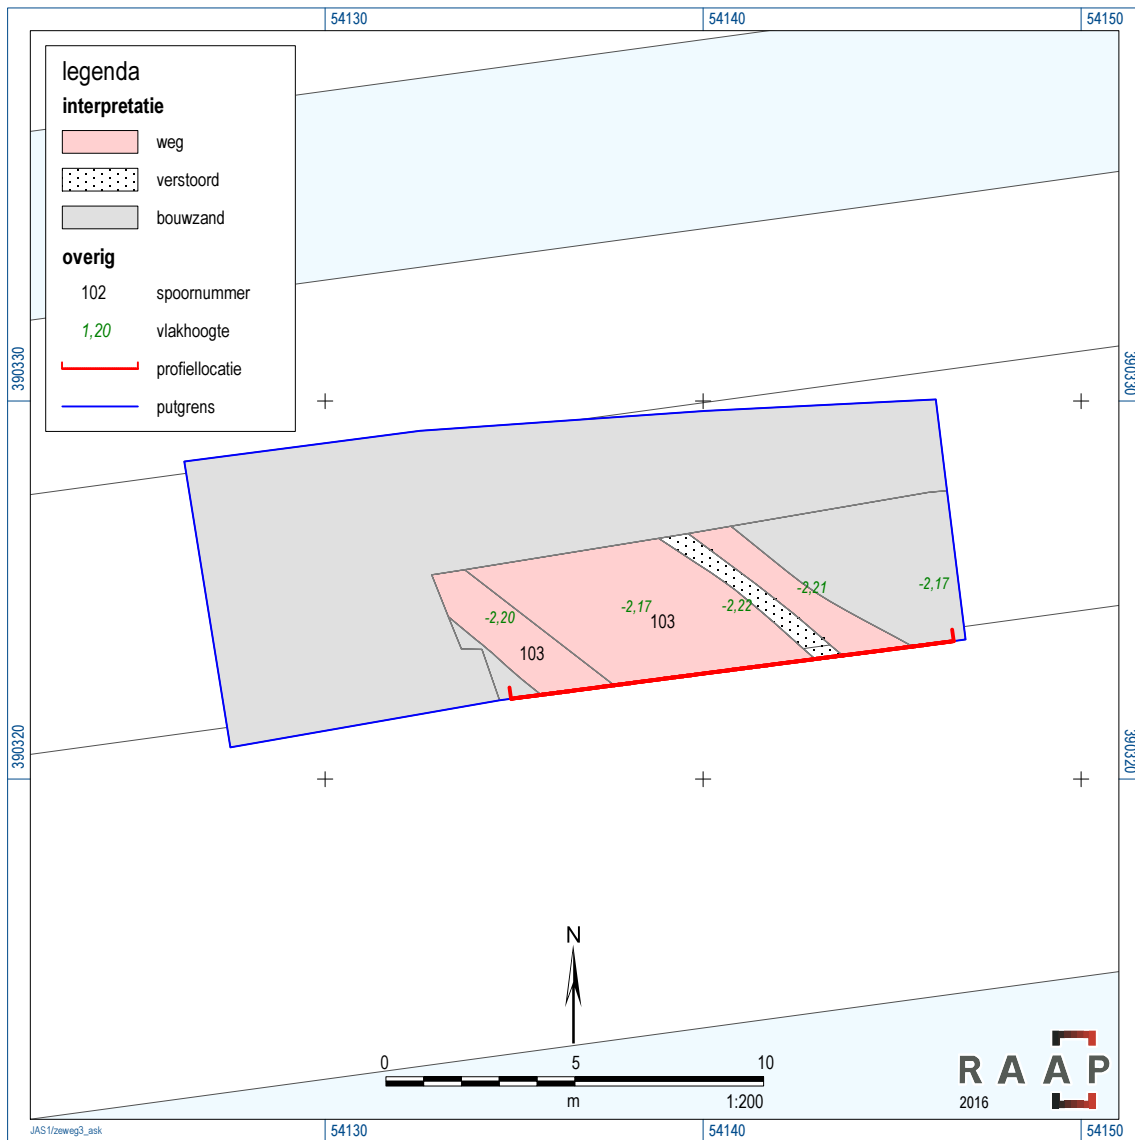 54130
54140
54150
legenda
interpretatie
weg
verstoord
bouwzand
overig
102 spoornummer
1,20 vlakhoogte
profiellocatie
putgrens
390330
390330
-2,20
-2,17
-2,22
-2,21
-2,17
103
103
390320
390320
N
0 5 10
m 1:200
RAAP
2016
JAS1/zeweg3_ask
54130
54140
54150